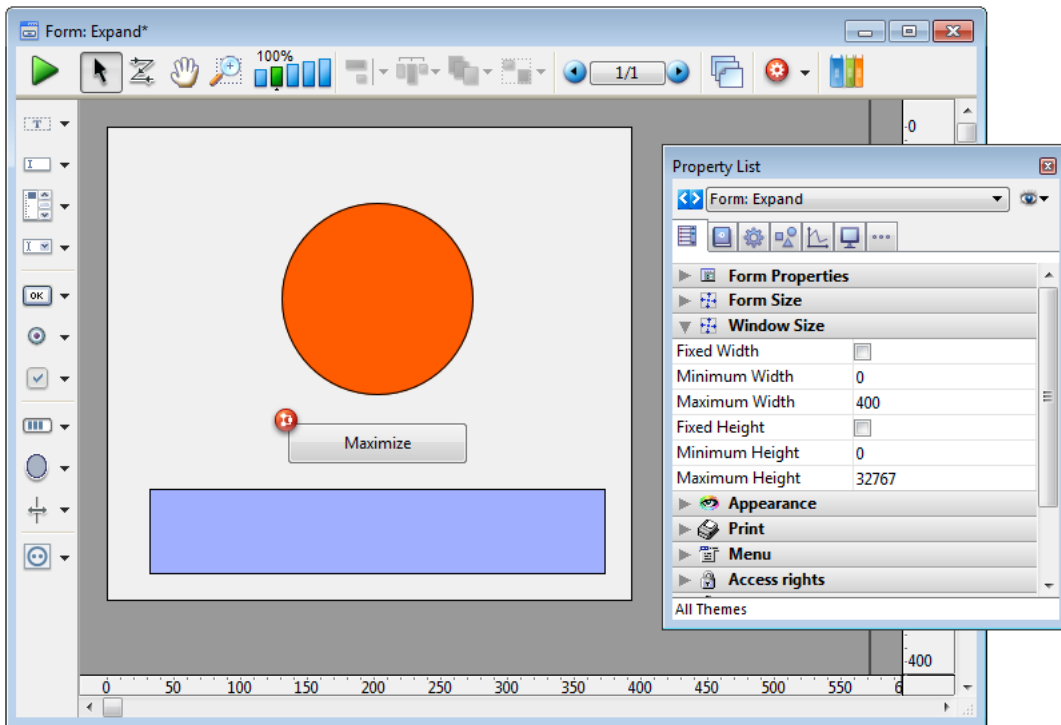 Form: Expand*
100%
1/1
T
I
I
OK
Maximize
0
400
0 50 100 150 200 250 300 350 400 450 500 550 6
Property List
Form: Expand
Form Properties
Form Size
Window Size
Fixed Width
Minimum Width 0
Maximum Width 400
Fixed Height
Minimum Height 0
Maximum Height 32767
Appearance
Print
Menu
Access rights
All Themes